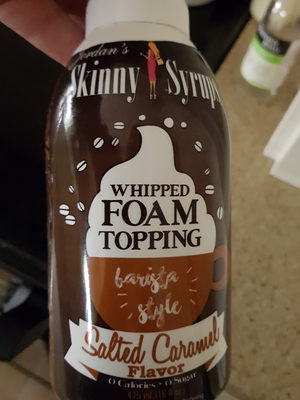 Jordan's
Skinny Syrups
WHIPPED
FOAM
TOPPING
barista
style
Salted Caramel
Flavor
0 Calories • 0 Sugar